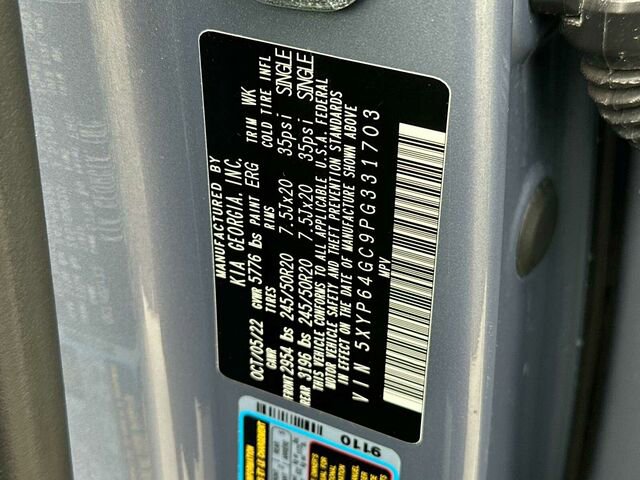 MANUFACTURED BY
KIA GEORGIA, INC.
OCT/05/22 GVWR 5776 lbs PAINT ERG TRIM WK
GAWR TIRES RIMS COLD TIRE INFL
FRONT 2954 lbs 245/50R20 7.5Jx20 35psi SINGLE
REAR 3196 lbs 245/50R20 7.5Jx20 35psi SINGLE
THIS VEHICLE CONFORMS TO ALL APPLICABLE U.S.A. FEDERAL
MOTOR VEHICLE SAFETY AND THEFT PREVENTION STANDARDS
IN EFFECT ON THE DATE OF MANUFACTURE SHOWN ABOVE
VIN 5XYP64GC9PG331703
MPV
9110